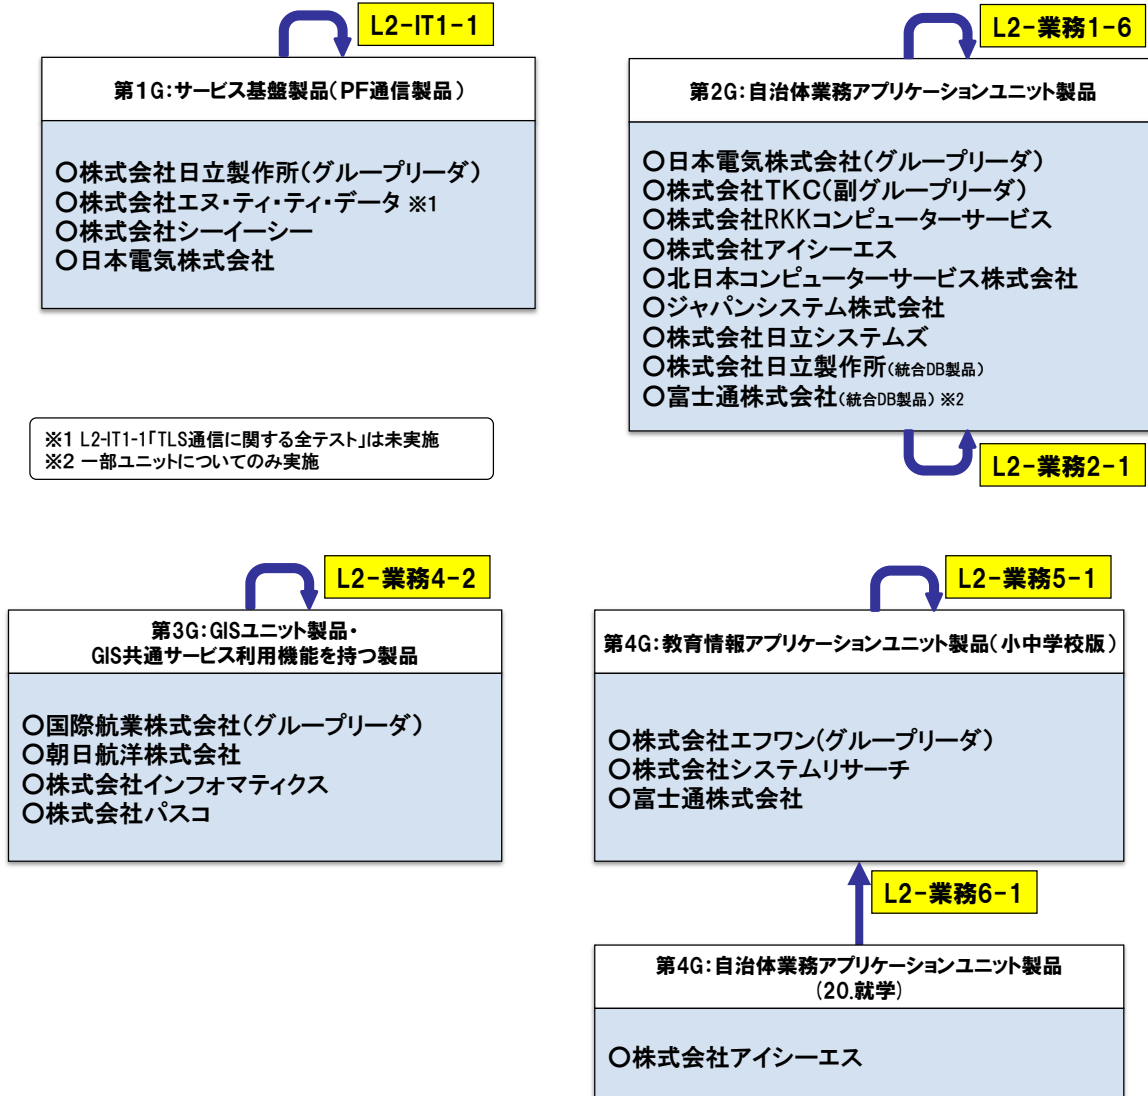 L2-IT1-1
第1G:サービス基盤製品(PF通信製品)
○株式会社日立製作所(グループリーダ)
○株式会社エヌ・ティ・ティ・データ ※1
○株式会社シーイーシー
○日本電気株式会社
L2-業務1-6
第2G:自治体業務アプリケーションユニット製品
○日本電気株式会社(グループリーダ)
○株式会社TKC(副グループリーダ)
○株式会社RKKコンピューターサービス
○株式会社アイシーエス
○北日本コンピューターサービス株式会社
○ジャパンシステム株式会社
○株式会社日立システムズ
○株式会社日立製作所(統合DB製品)
○富士通株式会社(統合DB製品) ※2
L2-業務2-1
※1 L2-IT1-1「TLS通信に関する全テスト」は未実施
※2 一部ユニットについてのみ実施
L2-業務4-2
第3G:GISユニット製品・
GIS共通サービス利用機能を持つ製品
○国際航業株式会社(グループリーダ)
○朝日航洋株式会社
○株式会社インフォマティクス
○株式会社パスコ
L2-業務5-1
第4G:教育情報アプリケーションユニット製品(小中学校版)
○株式会社エフワン(グループリーダ)
○株式会社システムリサーチ
○富士通株式会社
L2-業務6-1
第4G:自治体業務アプリケーションユニット製品
(20.就学)
○株式会社アイシーエス